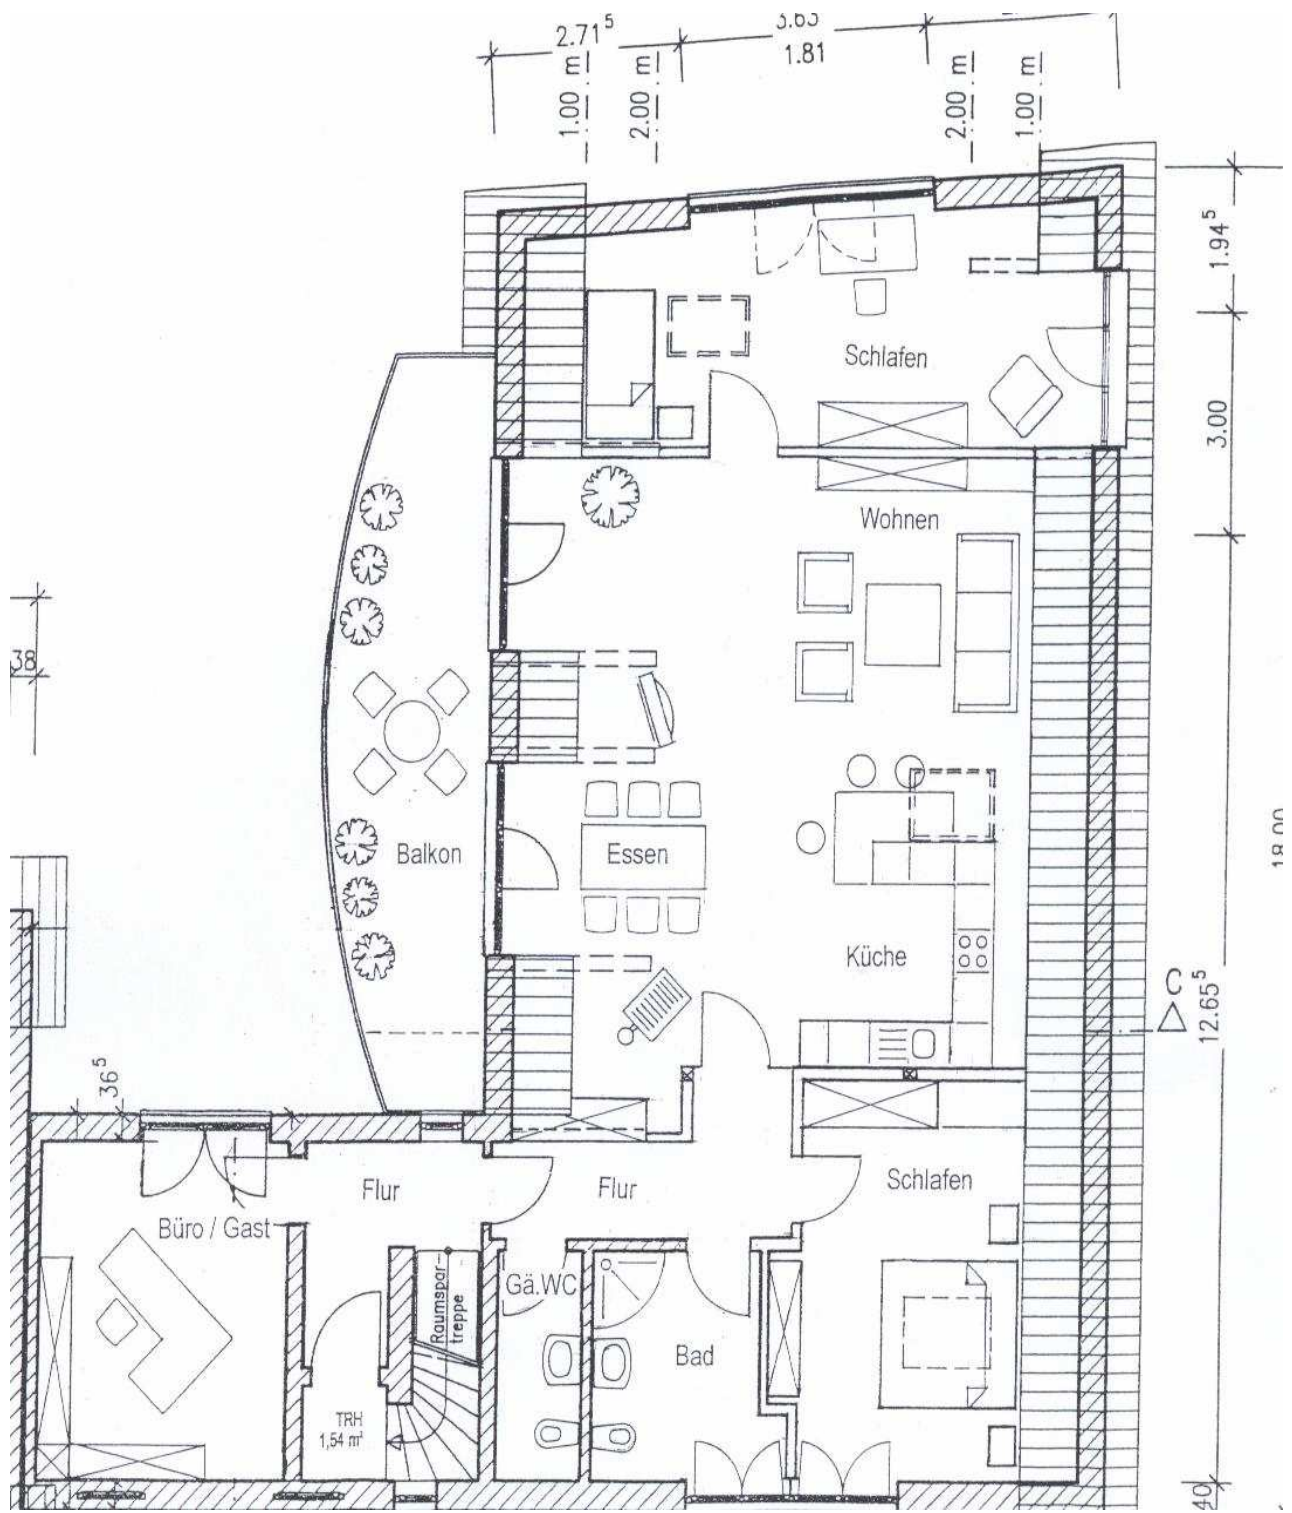 2.71⁵
3.63
1.81
1.00 m
2.00 m
2.00 m
1.00 m
1.94⁵
Schlafen
3.00
Wohnen
38
Balkon
Essen
18.00
Küche
C
12.65⁵
36⁵
Flur
Flur
Schlafen
Büro / Gast
Gä.WC
Raumspar-
treppe
Bad
TRH
1,54 m²
40